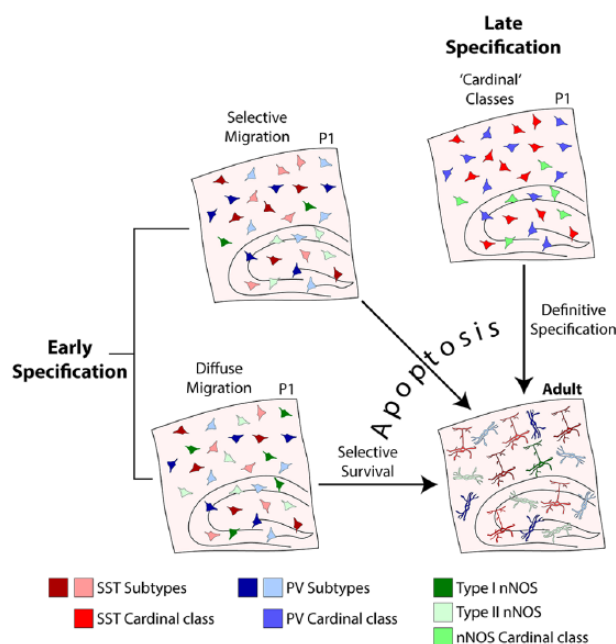 Late
Specification
'Cardinal'
Classes
P1
Selective
Migration
P1
Early
Specification
Apoptosis
Definitive
Specification
Diffuse
Migration
P1
Selective
Survival
Adult
SST Subtypes
PV Subtypes
Type I nNOS
Type II nNOS
SST Cardinal class
PV Cardinal class
nNOS Cardinal class